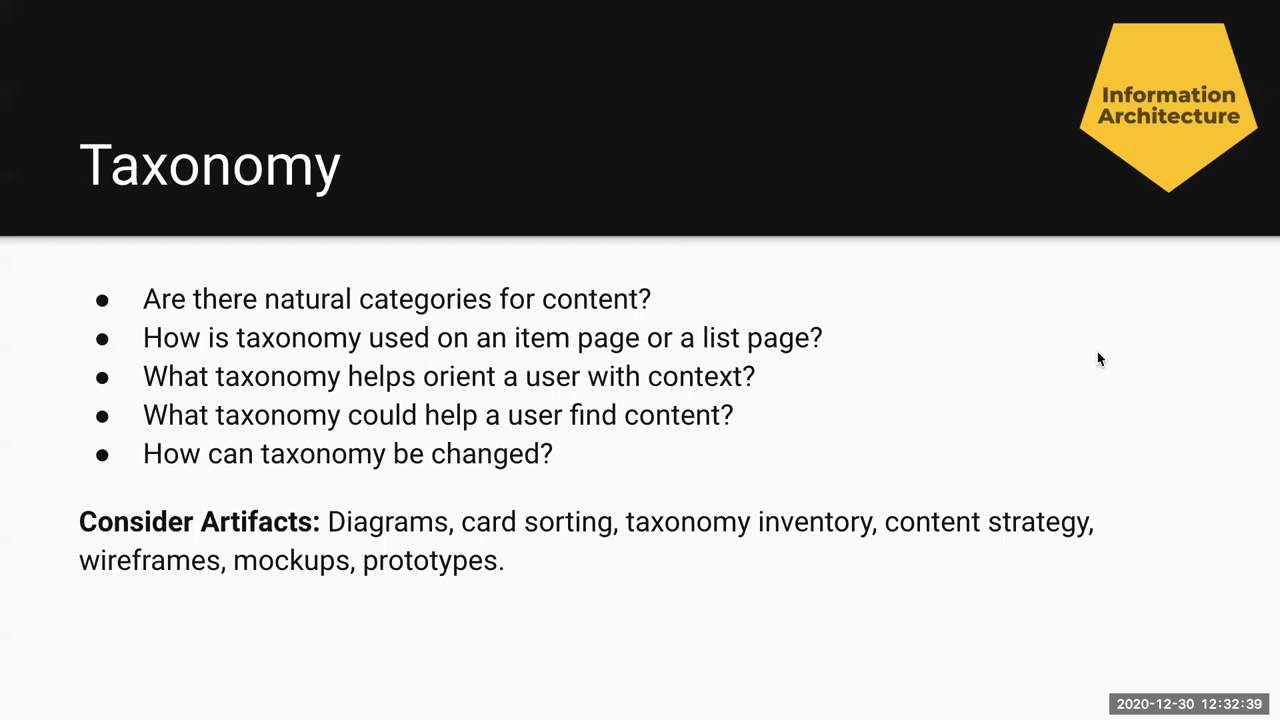 Information
Architecture
Taxonomy
● Are there natural categories for content?
● How is taxonomy used on an item page or a list page?
● What taxonomy helps orient a user with context?
● What taxonomy could help a user find content?
● How can taxonomy be changed?
Consider Artifacts: Diagrams, card sorting, taxonomy inventory, content strategy,
wireframes, mockups, prototypes.
2020-12-30 12:32:39